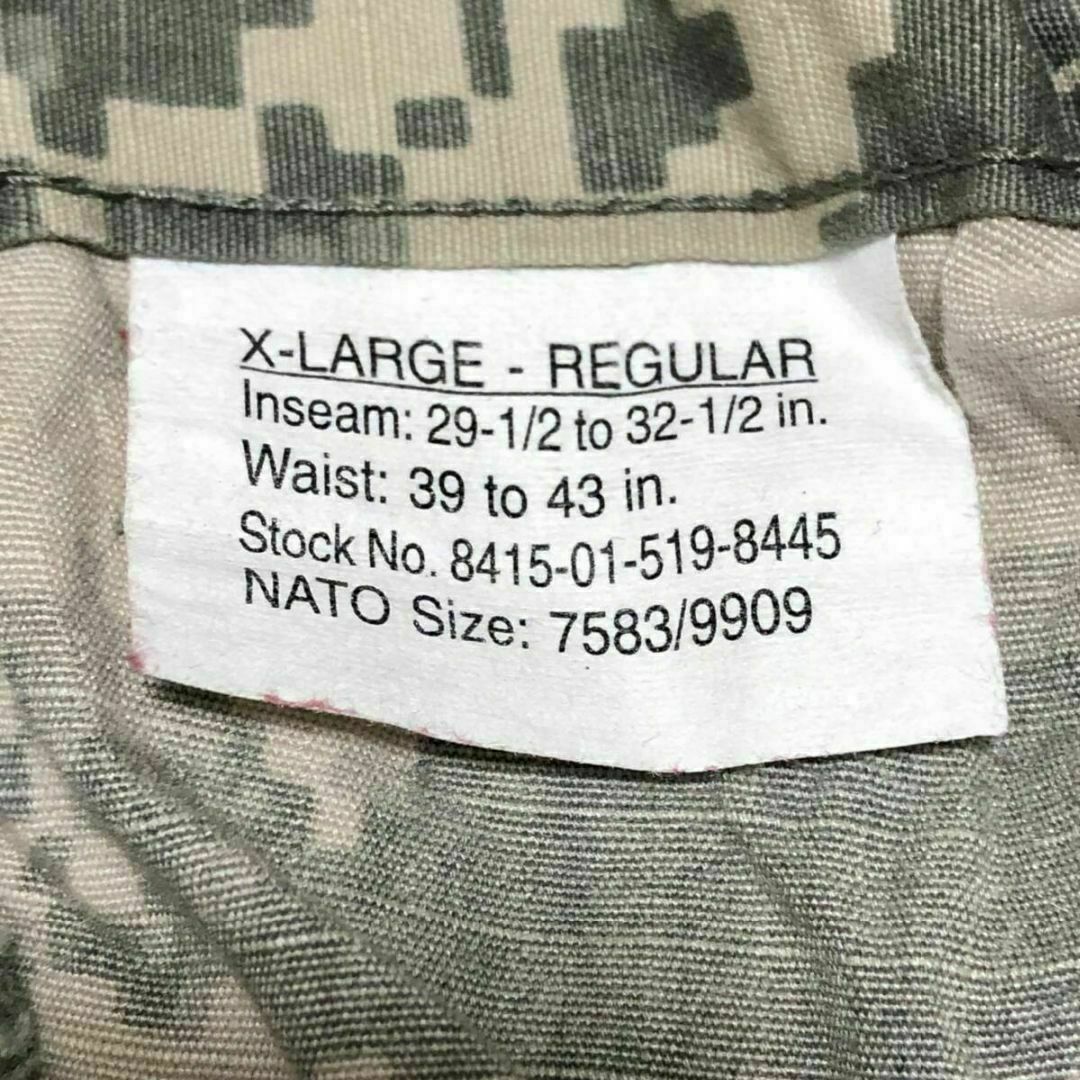 X-LARGE - REGULAR
Inseam: 29-1/2 to 32-1/2 in.
Waist: 39 to 43 in.
Stock No. 8415-01-519-8445
NATO Size: 7583/9909